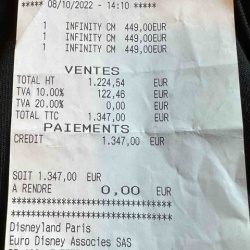 ***** 08/10/2022 - 14:10 *****
1 INFINITY CM 449,00EUR
1 INFINITY CM 449,00EUR
1 INFINITY CM 449,00EUR
VENTES
TOTAL HT 1.224,54 EUR
TVA 10.00% 122,46 EUR
TVA 20.00% 0,00 EUR
TOTAL TTC 1.347,00 EUR
PAIEMENTS
CREDIT 1.347,00 EUR
SOIT 1.347,00 EUR
A RENDRE 0,00 EUR
Disneyland Paris
Euro Disney Associes SAS